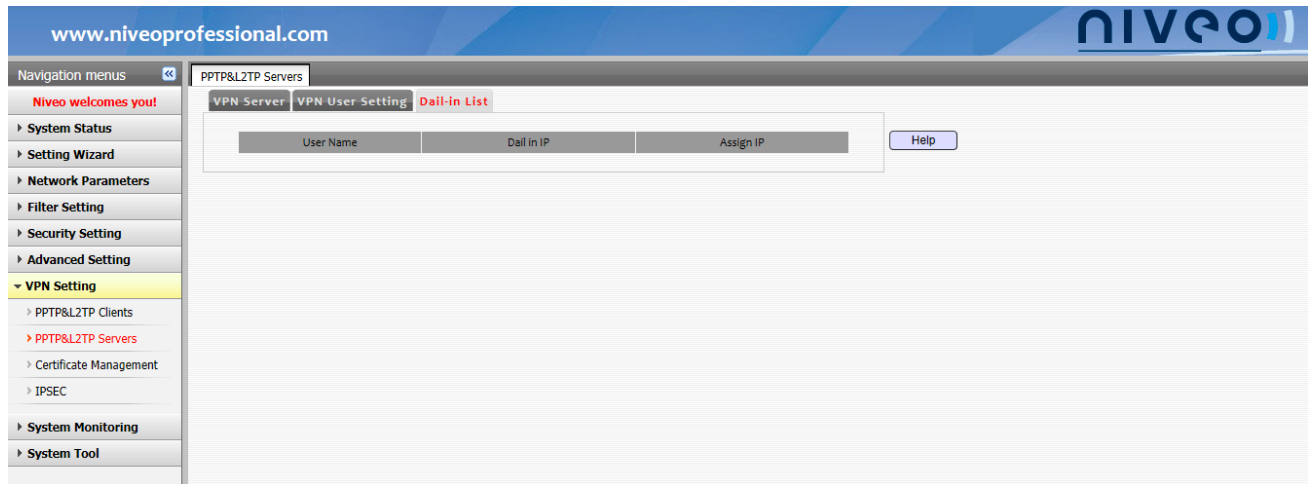 www.niveoprofessional.com
niveo
Navigation menus
PPTP&L2TP Servers
Niveo welcomes you!
VPN Server VPN User Setting Dail-in List
System Status
User Name Dail in IP Assign IP
Help
Setting Wizard
Network Parameters
Filter Setting
Security Setting
Advanced Setting
VPN Setting
PPTP&L2TP Clients
PPTP&L2TP Servers
Certificate Management
IPSEC
System Monitoring
System Tool